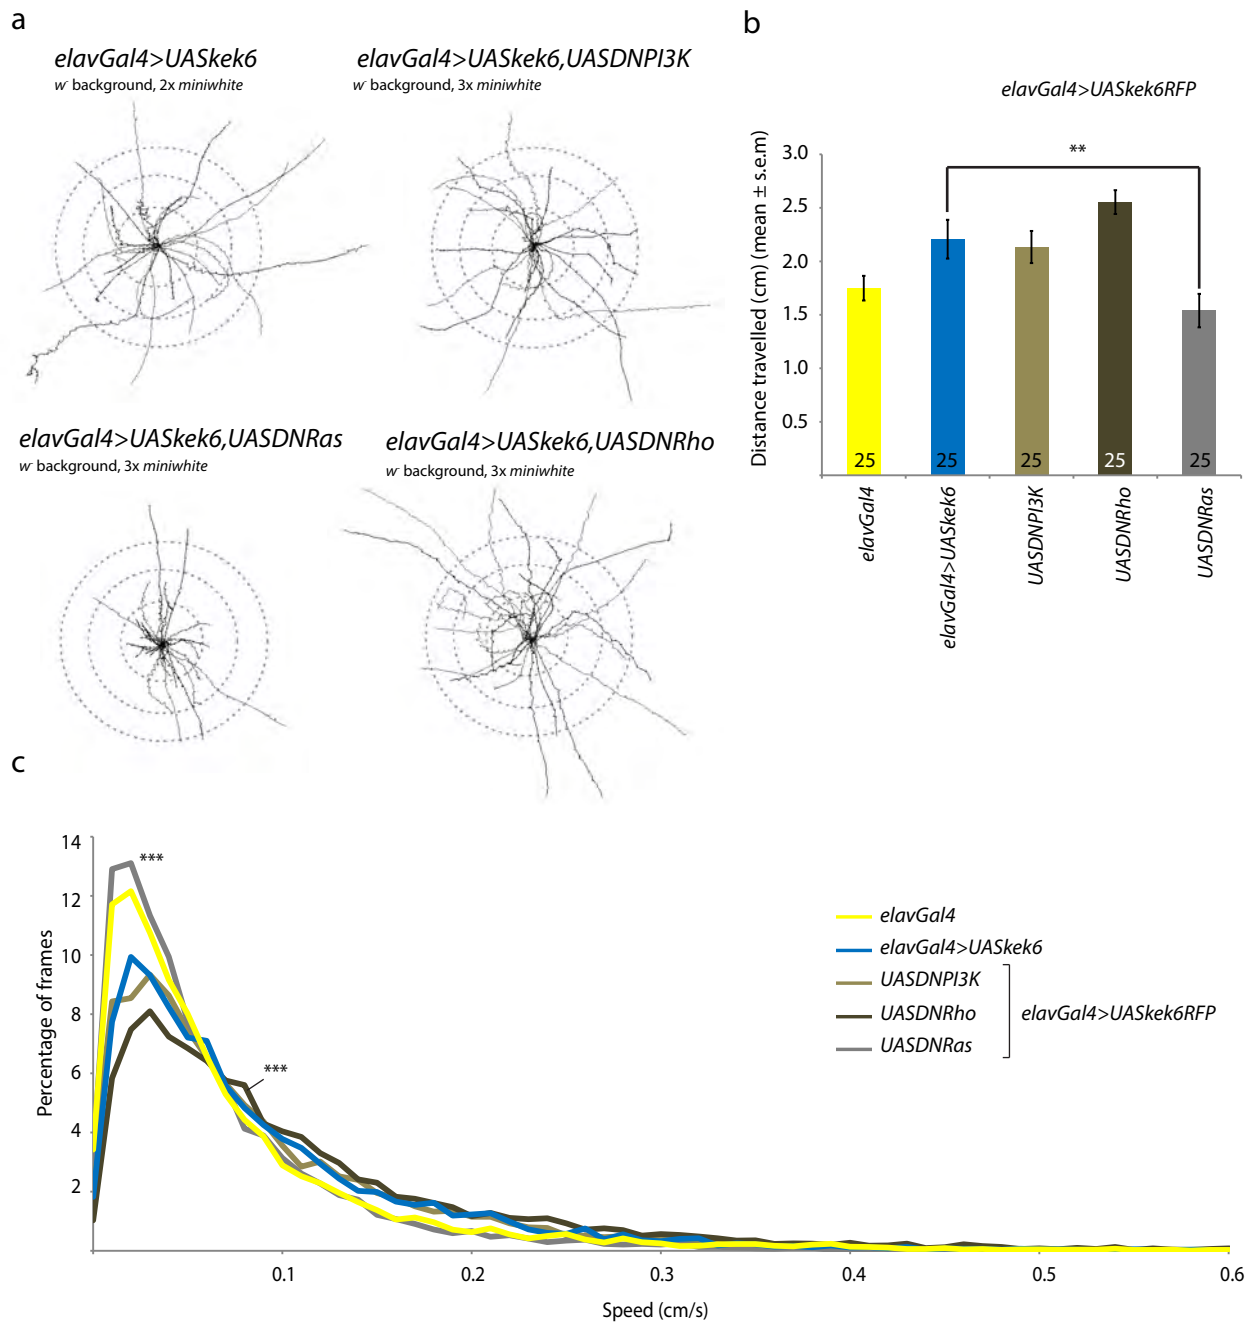 a
elavGal4>UASkek6
w- background, 2x miniwhite
elavGal4>UASkek6,UASDNPI3K
w- background, 3x miniwhite
elavGal4>UASkek6,UASDNRas
w- background, 3x miniwhite
elavGal4>UASkek6,UASDNRho
w- background, 3x miniwhite
b
elavGal4>UASkek6RFP
**
Distance travelled (cm) (mean ± s.e.m)
3.0
2.5
2.0
1.5
1.0
0.5
25
25
25
25
25
elavGal4
elavGal4>UASkek6
UASDNPI3K
UASDNRho
UASDNRas
c
Percentage of frames
14
12
10
8
6
4
2
***
***
elavGal4
elavGal4>UASkek6
UASDNPI3K
UASDNRho
UASDNRas
elavGal4>UASkek6RFP
0.1
0.2
0.3
0.4
0.5
0.6
Speed (cm/s)